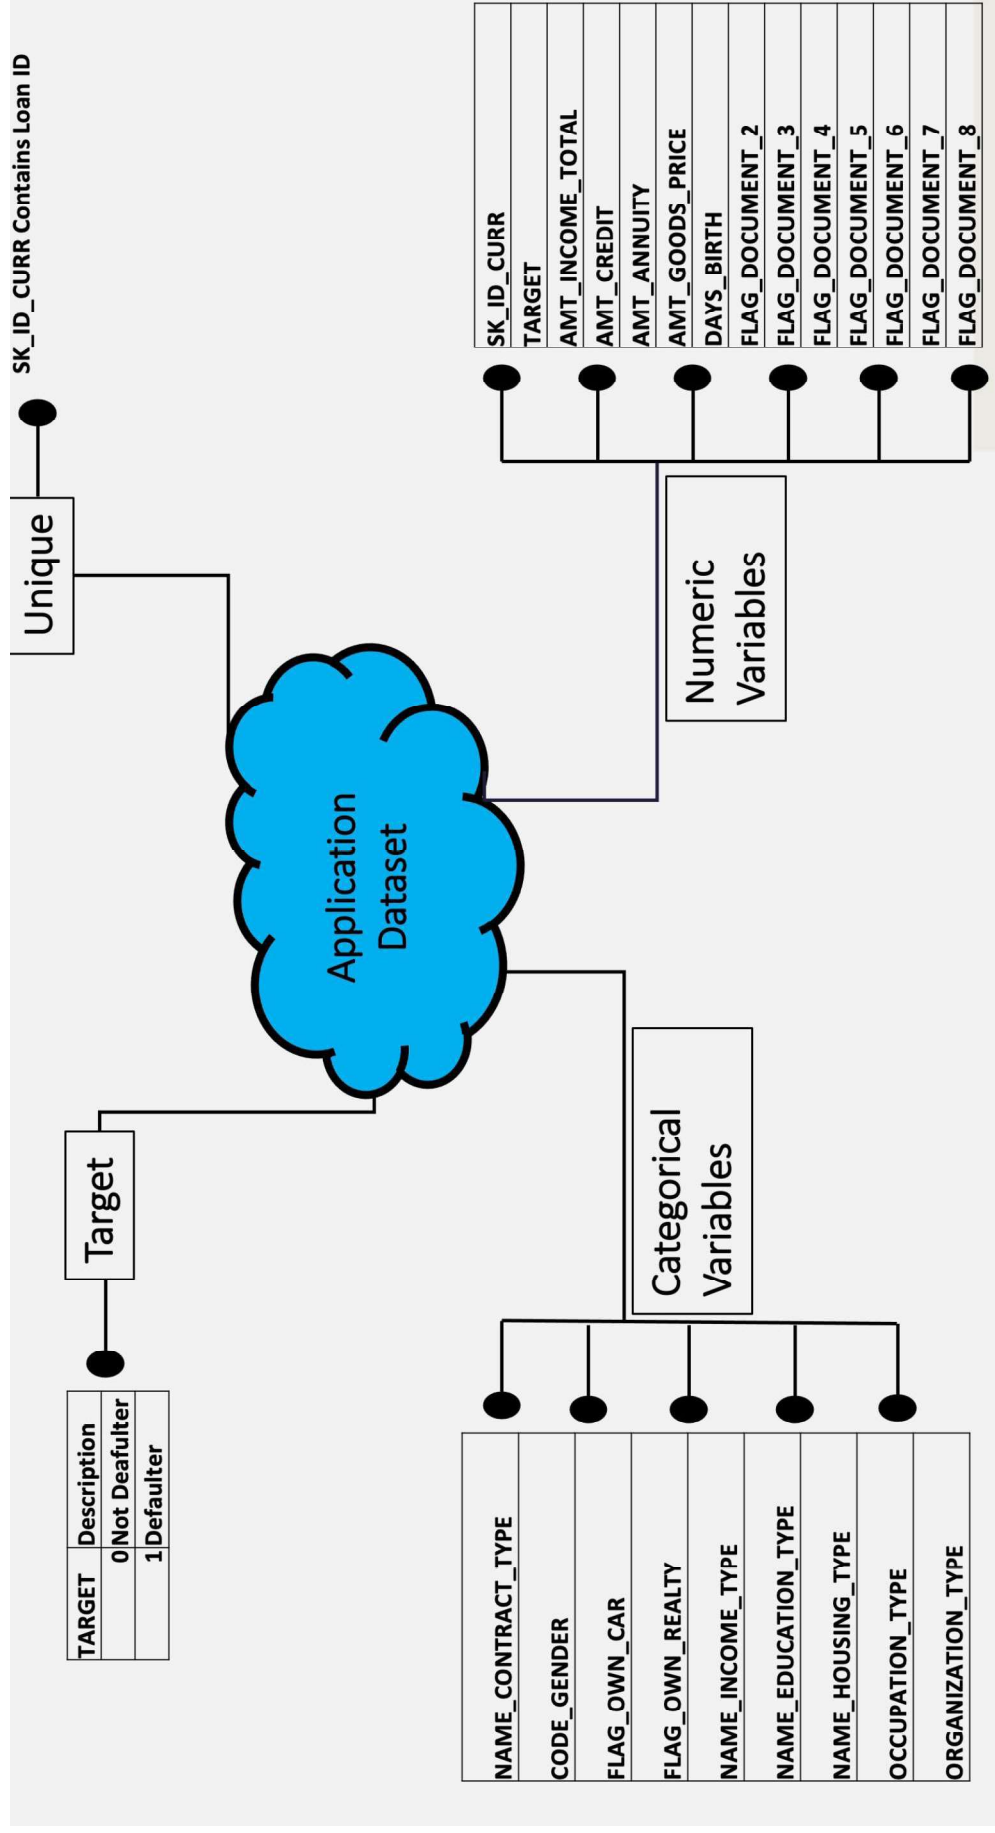 TARGET Description
0 Not Deafulter
1 Defaulter
Target
Unique
SK_ID_CURR Contains Loan ID
Application
Dataset
Categorical
Variables
NAME_CONTRACT_TYPE
CODE_GENDER
FLAG_OWN_CAR
FLAG_OWN_REALTY
NAME_INCOME_TYPE
NAME_EDUCATION_TYPE
NAME_HOUSING_TYPE
OCCUPATION_TYPE
ORGANIZATION_TYPE
Numeric
Variables
SK_ID_CURR
TARGET
AMT_INCOME_TOTAL
AMT_CREDIT
AMT_ANNUITY
AMT_GOODS_PRICE
DAYS_BIRTH
FLAG_DOCUMENT_2
FLAG_DOCUMENT_3
FLAG_DOCUMENT_4
FLAG_DOCUMENT_5
FLAG_DOCUMENT_6
FLAG_DOCUMENT_7
FLAG_DOCUMENT_8